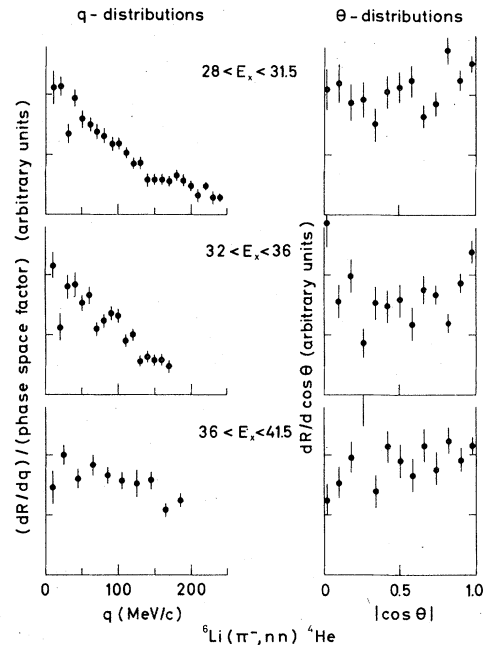 q - distributions
θ - distributions
28 < Eₓ < 31.5
32 < Eₓ < 36
36 < Eₓ < 41.5
(dR/dq) / (phase space factor) (arbitrary units)
dR/d cos θ (arbitrary units)
0 100 200
q (MeV/c)
0 0.5 1.0
|cos θ|
⁶Li(π⁻,nn) ⁴He